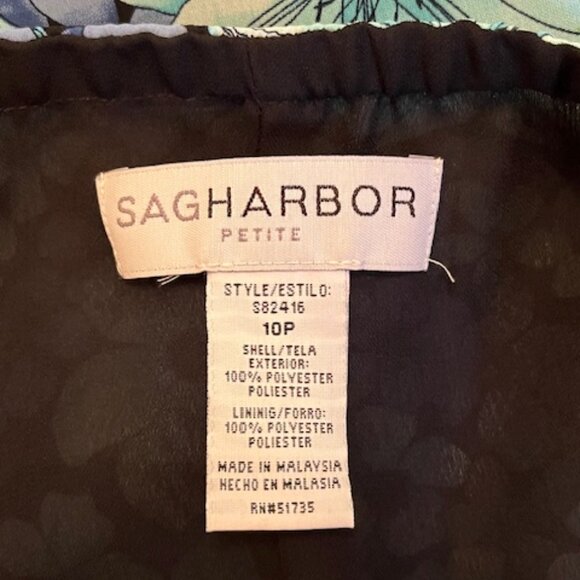 SAGHARBOR
PETITE
STYLE/ESTILO:
S82416
10P
SHELL/TELA
EXTERIOR:
100% POLYESTER
POLIESTER
LINING/FORRO:
100% POLYESTER
POLIESTER
MADE IN MALAYSIA
HECHO EN MALASIA
RN#51735